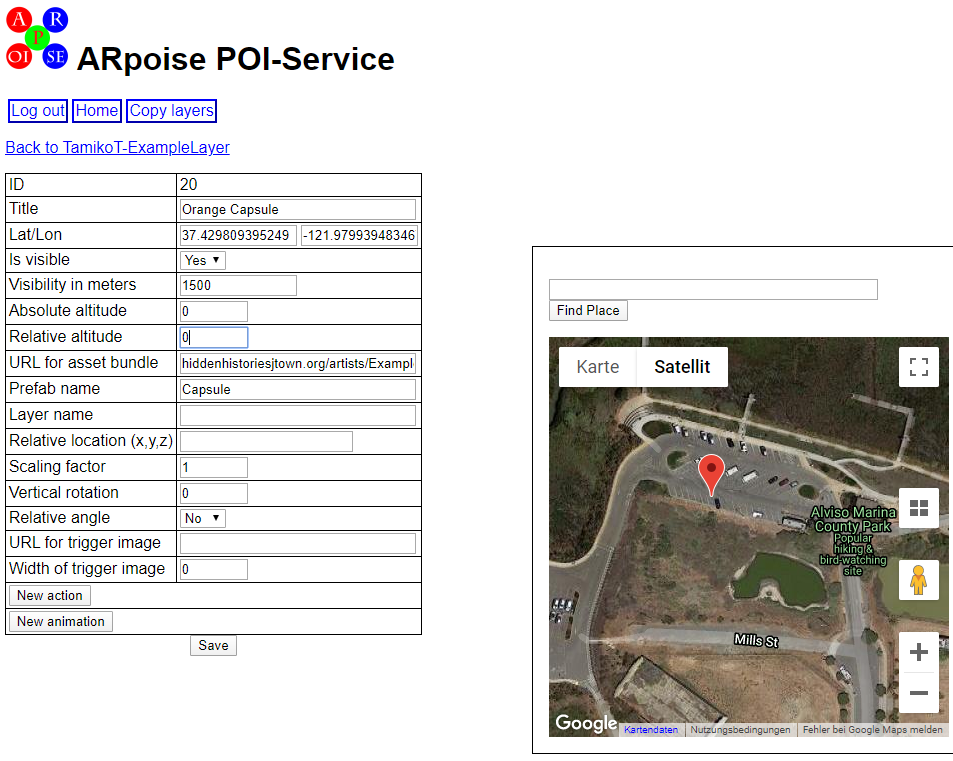 A R
P
OI SE
ARpoise POI-Service
Log out Home Copy layers
Back to TamikoT-ExampleLayer
ID 20
Title Orange Capsule
Lat/Lon 37.429809395249 -121.97993948346
Is visible Yes
Visibility in meters 1500
Absolute altitude 0
Relative altitude 0
URL for asset bundle hiddenhistoriesjtown.org/artists/Exampl
Prefab name Capsule
Layer name
Relative location (x,y,z)
Scaling factor 1
Vertical rotation 0
Relative angle No
URL for trigger image
Width of trigger image 0
New action
New animation
Save
Find Place
Karte Satellit
Alviso Marina
County Park
Popular
hiking &
bird-watching
site
Mills St
Google
Kartendaten Nutzungsbedingungen Fehler bei Google Maps melden